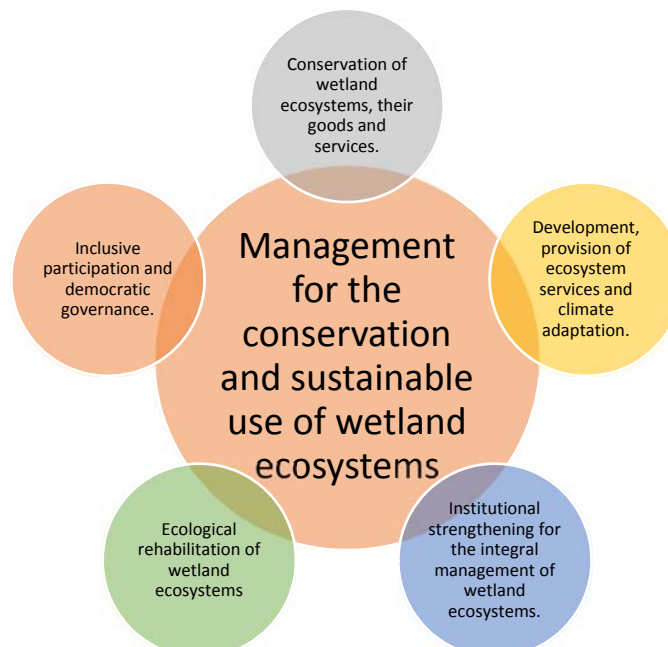 Conservation of
wetland
ecosystems, their
goods and
services.
Inclusive
participation and
democratic
governance.
Management
for the
conservation
and sustainable
use of wetland
ecosystems
Development,
provision of
ecosystem
services and
climate
adaptation.
Ecological
rehabilitation of
wetland
ecosystems
Institutional
strengthening for
the integral
management of
wetland
ecosystems.